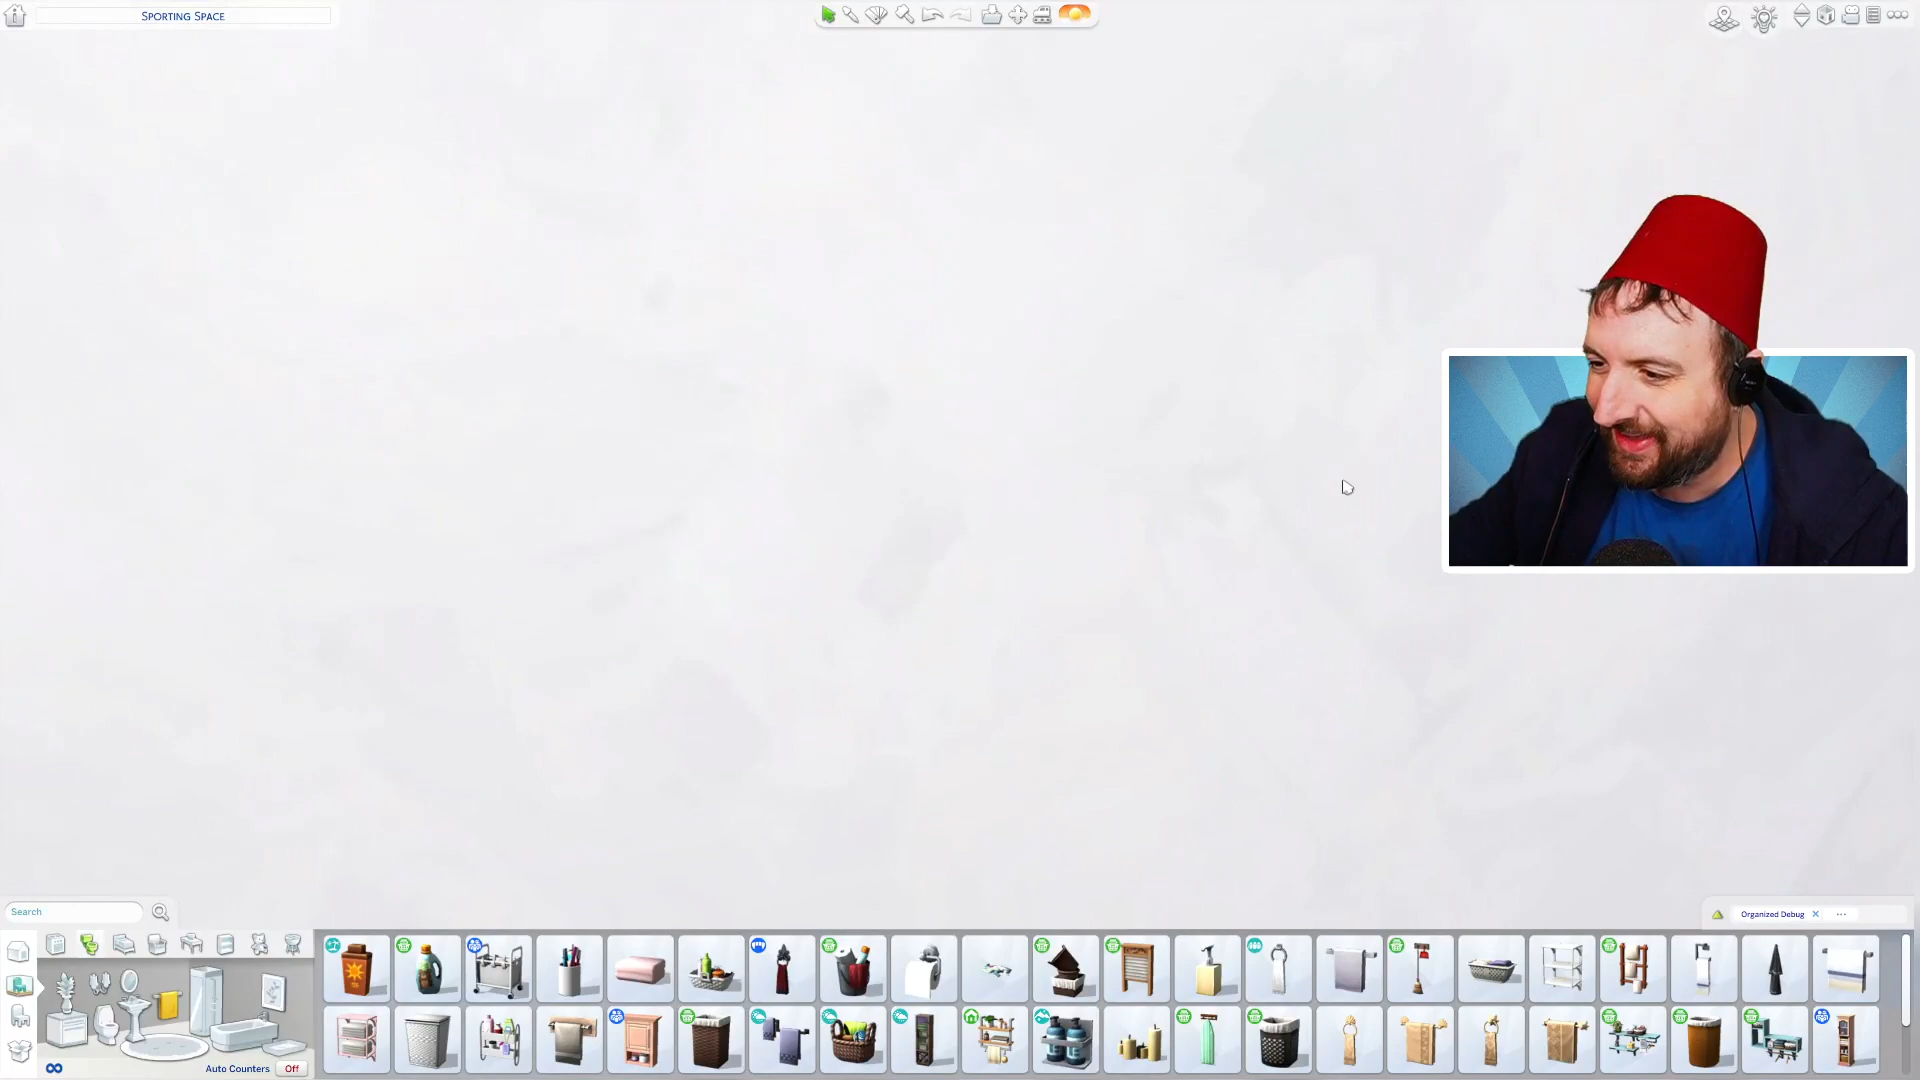 SPORTING SPACE
Search
Organized Debug
Auto Counters
Off